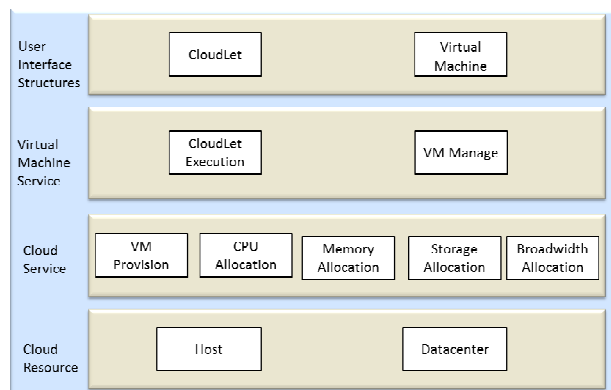 User
Interface
Structures
CloudLet
Virtual
Machine
Virtual
Machine
Service
CloudLet
Execution
VM Manage
Cloud
Service
VM
Provision
CPU
Allocation
Memory
Allocation
Storage
Allocation
Broadwidth
Allocation
Cloud
Resource
Host
Datacenter